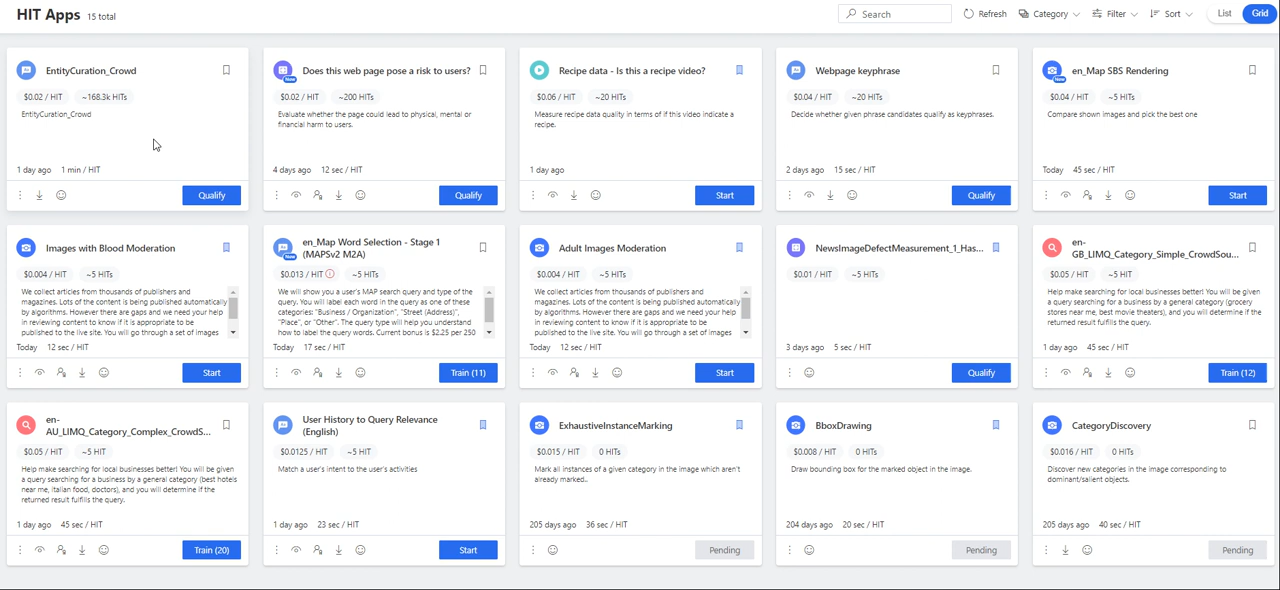 HIT Apps 15 total
Search
Refresh
Category
Filter
Sort
List
Grid
EntityCuration_Crowd
$0.02 / HIT ~168.3k HITs
EntityCuration_Crowd
1 day ago 1 min / HIT
Qualify
New
Does this web page pose a risk to users?
$0.02 / HIT ~200 HITs
Evaluate whether the page could lead to physical, mental or
financial harm to users.
4 days ago 12 sec / HIT
Qualify
Recipe data - Is this a recipe video?
$0.06 / HIT ~20 HITs
Measure recipe data quality in terms of if this video indicate a
recipe.
1 day ago
Start
Webpage keyphrase
$0.04 / HIT ~20 HITs
Decide whether given phrase candidates qualify as keyphrases.
2 days ago 15 sec / HIT
Qualify
New
en_Map SBS Rendering
$0.04 / HIT ~5 HITs
Compare shown images and pick the best one
Today 45 sec / HIT
Start
Images with Blood Moderation
$0.004 / HIT ~5 HITs
We collect articles from thousands of publishers and
magazines. Lots of the content is being published automatically
by algorithms. However there are gaps and we need your help
in reviewing content to know if it is appropriate to be
published to the live site. You will go through a set of images
Today 12 sec / HIT
Start
New
en_Map Word Selection - Stage 1
(MAPSv2 M2A)
$0.013 / HIT ~5 HITs
We will show you a user's MAP search query and type of the
query. You will label each word in the query as one of these
categories: "Business / Organization", "Street (Address)",
"Place", or "Other". The query type will help you understand
how to label the query words. Current bonus is $2.25 per 250
Today 17 sec / HIT
Train (11)
Adult Images Moderation
$0.004 / HIT ~5 HITs
We collect articles from thousands of publishers and
magazines. Lots of the content is being published automatically
by algorithms. However there are gaps and we need your help
in reviewing content to know if it is appropriate to be
published to the live site. You will go through a set of images
Today 12 sec / HIT
Start
NewsImageDefectMeasurement_1_Has...
$0.01 / HIT ~5 HITs
3 days ago 5 sec / HIT
Qualify
en-
GB_LIMQ_Category_Simple_CrowdSou...
$0.05 / HIT ~5 HIT
Help make searching for local businesses better! You will be given
a query searching for a business by a general category (grocery
stores near me, best movie theaters), and you will determine if the
returned result fulfills the query.
1 day ago 45 sec / HIT
Train (12)
en-
AU_LIMQ_Category_Complex_CrowdS...
$0.05 / HIT ~5 HIT
Help make searching for local businesses better! You will be given
a query searching for a business by a general category (best hotels
near me, italian food, doctors), and you will determine if the
returned result fulfills the query.
1 day ago 45 sec / HIT
Train (20)
User History to Query Relevance
(English)
$0.0125 / HIT ~5 HIT
Match a user's intent to the user's activities
1 day ago 23 sec / HIT
Start
ExhaustiveInstanceMarking
$0.015 / HIT 0 HITs
Mark all instances of a given category in the image which aren't
already marked..
205 days ago 36 sec / HIT
Pending
BboxDrawing
$0.008 / HIT 0 HITs
Draw bounding box for the marked object in the image.
204 days ago 20 sec / HIT
Pending
CategoryDiscovery
$0.016 / HIT 0 HITs
Discover new categories in the image corresponding to
dominant/salient objects.
205 days ago 40 sec / HIT
Pending